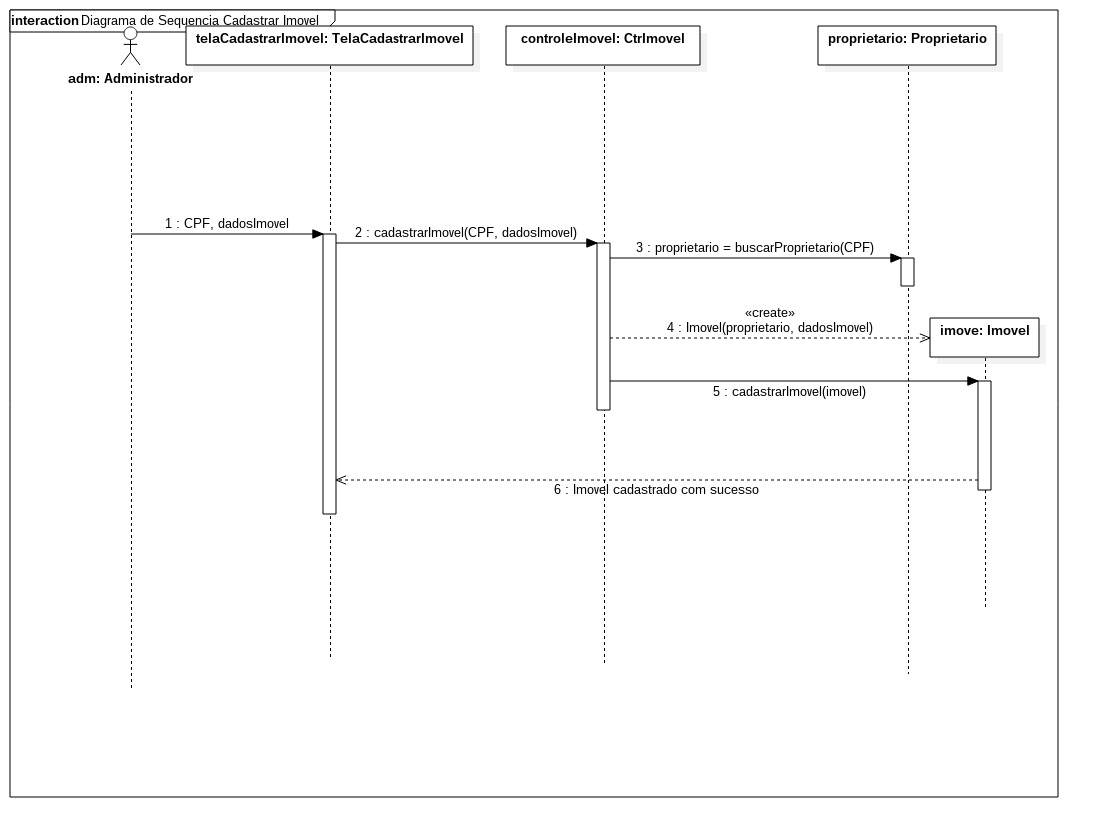 interaction Diagrama de Sequencia Cadastrar Imovel
telaCadastrarImovel: TelaCadastrarImovel
controleImovel: CtrImovel
proprietario: Proprietario
adm: Administrador
1 : CPF, dadosImovel
2 : cadastrarImovel(CPF, dadosImovel)
3 : proprietario = buscarProprietario(CPF)
«create»
4 : Imovel(proprietario, dadosImovel)
imove: Imovel
5 : cadastrarImovel(imovel)
6 : Imovel cadastrado com sucesso